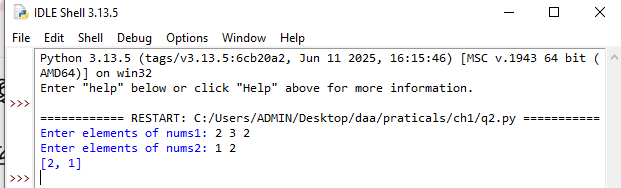 IDLE Shell 3.13.5
File Edit Shell Debug Options Window Help
Python 3.13.5 (tags/v3.13.5:6cb20a2, Jun 11 2025, 16:15:46) [MSC v.1943 64 bit (
AMD64)] on win32
Enter "help" below or click "Help" above for more information.
>>>
============ RESTART: C:/Users/ADMIN/Desktop/daa/praticals/ch1/q2.py ===========
Enter elements of nums1: 2 3 2
Enter elements of nums2: 1 2
[2, 1]
>>>